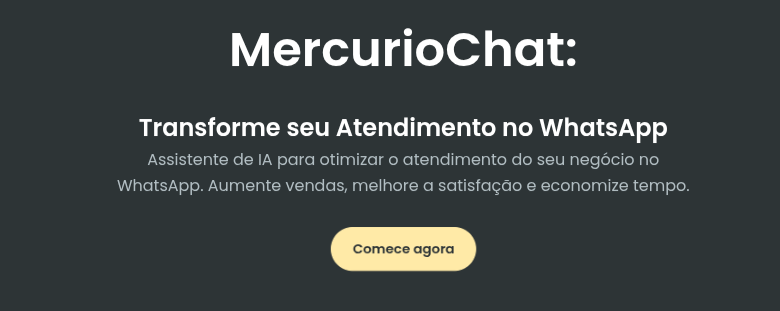 MercurioChat:
Transforme seu Atendimento no WhatsApp
Assistente de IA para otimizar o atendimento do seu negócio no
WhatsApp. Aumente vendas, melhore a satisfação e economize tempo.
Comece agora